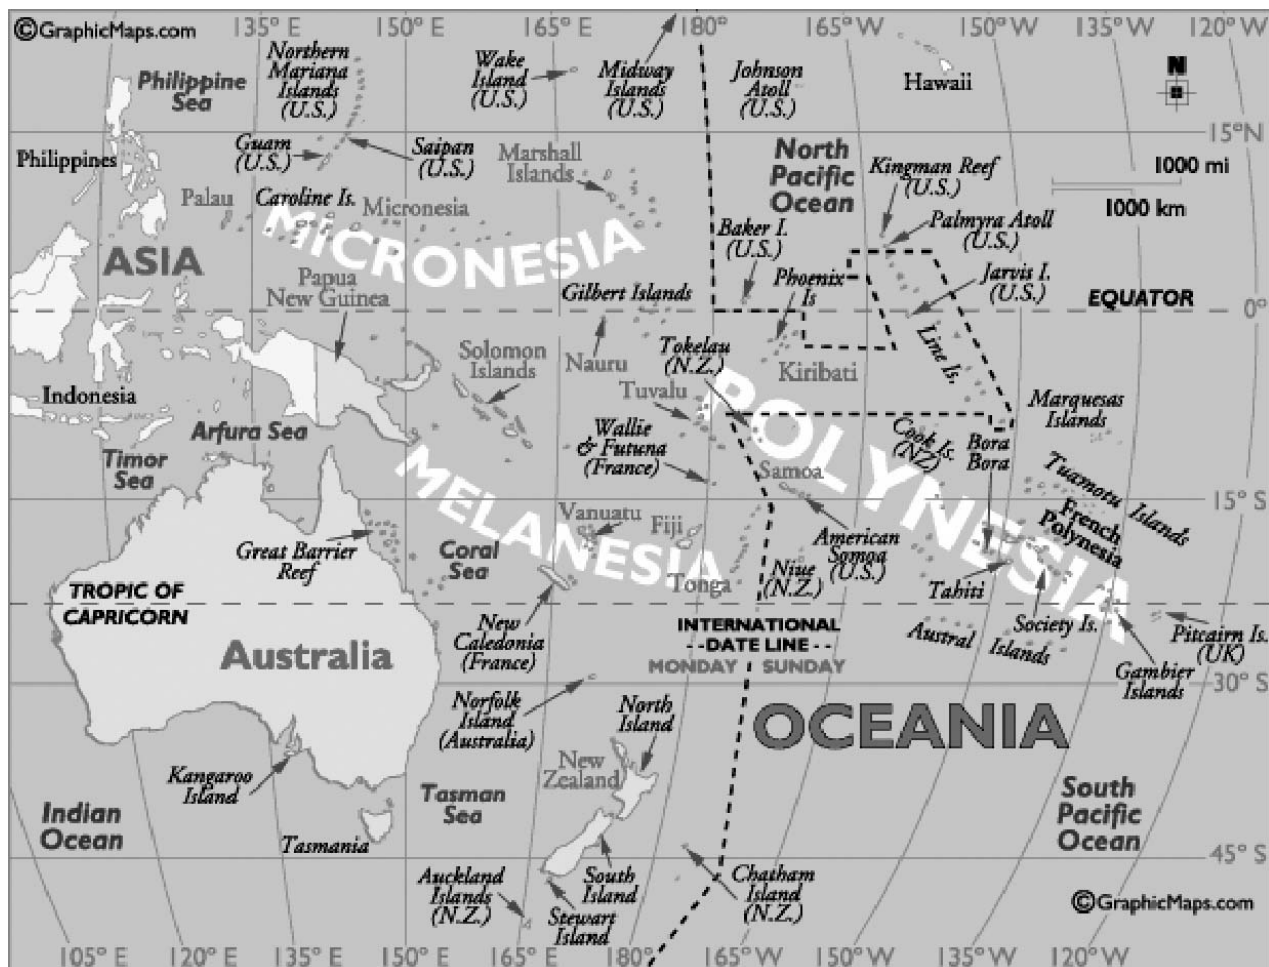 ©GraphicMaps.com
135° E
150° E
165° E
180°
165° W
150° W
135° W
120° W
Northern
Mariana
Islands
(U.S.)
Philippine
Sea
Wake
Island
(U.S.)
Midway
Islands
(U.S.)
Johnson
Atoll
(U.S.)
Hawaii
N
15°N
Philippines
Guam
(U.S.)
Saipan
(U.S.)
Marshall
Islands
North
Pacific
Ocean
Kingman Reef
(U.S.)
1000 mi
1000 km
Palau
Caroline Is.
Micronesia
MICRONESIA
Baker I.
(U.S.)
Palmyra Atoll
(U.S.)
ASIA
Papua
New Guinea
Gilbert Islands
Phoenix
Is
Jarvis I.
(U.S.)
EQUATOR
0°
Solomon
Islands
Nauru
Tokelau
(N.Z.)
Kiribati
Line Is.
Indonesia
Tuvalu
POLYNESIA
Marquesas
Islands
Arfura Sea
Timor
Sea
Wallie
& Futuna
(France)
Cook Is.
(NZ)
Bora
Bora
MELANESIA
Samoa
Tuamotu Islands
15° S
Vanuatu
Fiji
French
Polynesia
Great Barrier
Reef
Coral
Sea
American
Somoa
(U.S.)
Tonga
Niue
(N.Z.)
Tahiti
TROPIC OF
CAPRICORN
New
Caledonia
(France)
INTERNATIONAL
--DATE LINE--
MONDAY
SUNDAY
Austral Islands
Society Is.
Pitcairn Is.
(UK)
Australia
Gambier
Islands
30° S
Norfolk
Island
(Australia)
North
Island
OCEANIA
New
Zealand
Kangaroo
Island
Tasman
Sea
Indian
Ocean
South
Pacific
Ocean
Tasmania
45° S
Auckland
Islands
(N.Z.)
South
Island
Chatham
Island
(N.Z.)
Stewart
Island
©GraphicMaps.com
105° E
120° E
135° E
150° E
165° E
180°
165° W
150° W
135° W
120° W